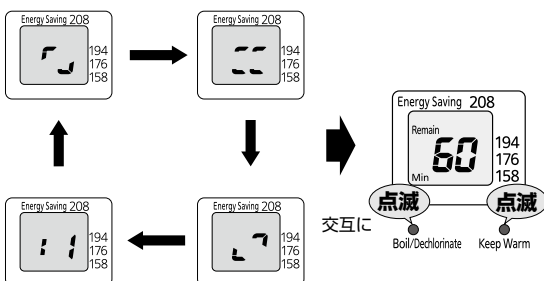 Energy Saving 208
194
176
158
Energy Saving 208
194
176
158
Energy Saving 208
194
176
158
Energy Saving 208
194
176
158
交互に
Energy Saving 208
Remain
60
Min
194
176
158
点滅
点滅
Boil/Dechlorinate Keep Warm